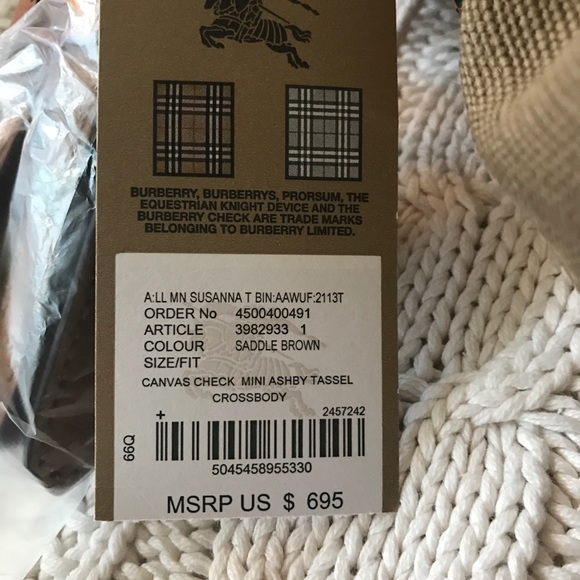 BURBERRY, BURBERRYS, PRORSUM, THE
EQUESTRIAN KNIGHT DEVICE AND THE
BURBERRY CHECK ARE TRADE MARKS
BELONGING TO BURBERRY LIMITED.
A:LL MN SUSANNA T BIN:AAWUF:2113T
ORDER No 4500400491
ARTICLE 3982933 1
COLOUR SADDLE BROWN
SIZE/FIT
CANVAS CHECK MINI ASHBY TASSEL
CROSSBODY
+ 2457242
66Q
5045458955330
MSRP US $ 695